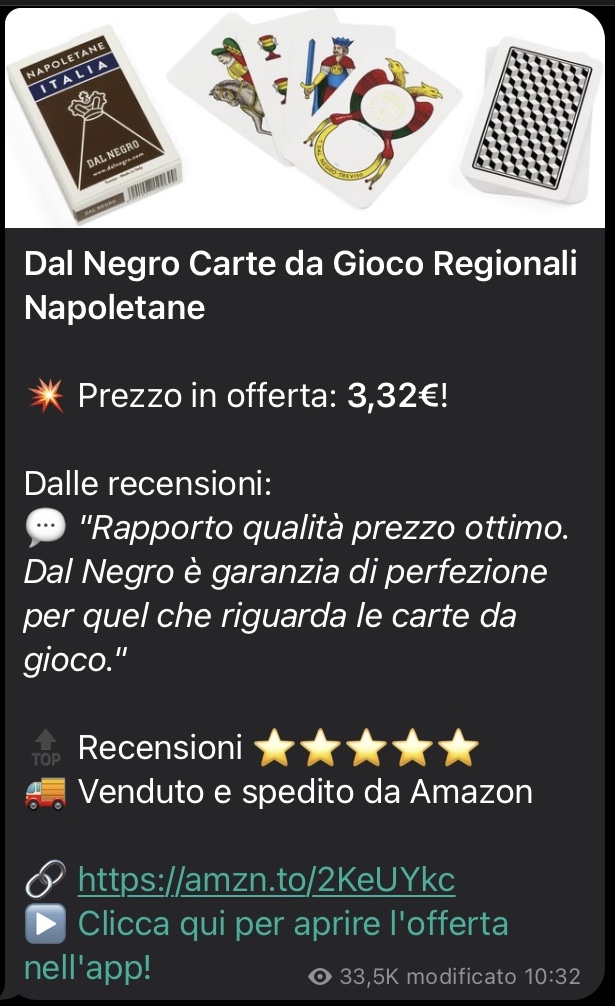 NAPOLETANE
ITALIA
DAL NEGRO
www.dalnegro.com
DAL NEGRO
DAL NEGRO-TREVISO
Dal Negro Carte da Gioco Regionali
Napoletane
💥 Prezzo in offerta: 3,32€!
Dalle recensioni:
💬 "Rapporto qualità prezzo ottimo.
Dal Negro è garanzia di perfezione
per quel che riguarda le carte da
gioco."
🔝 Recensioni ⭐⭐⭐⭐⭐
🚚 Venduto e spedito da Amazon
🔗 https://amzn.to/2KeUYkc
▶️ Clicca qui per aprire l'offerta
nell'app!
33,5K modificato 10:32